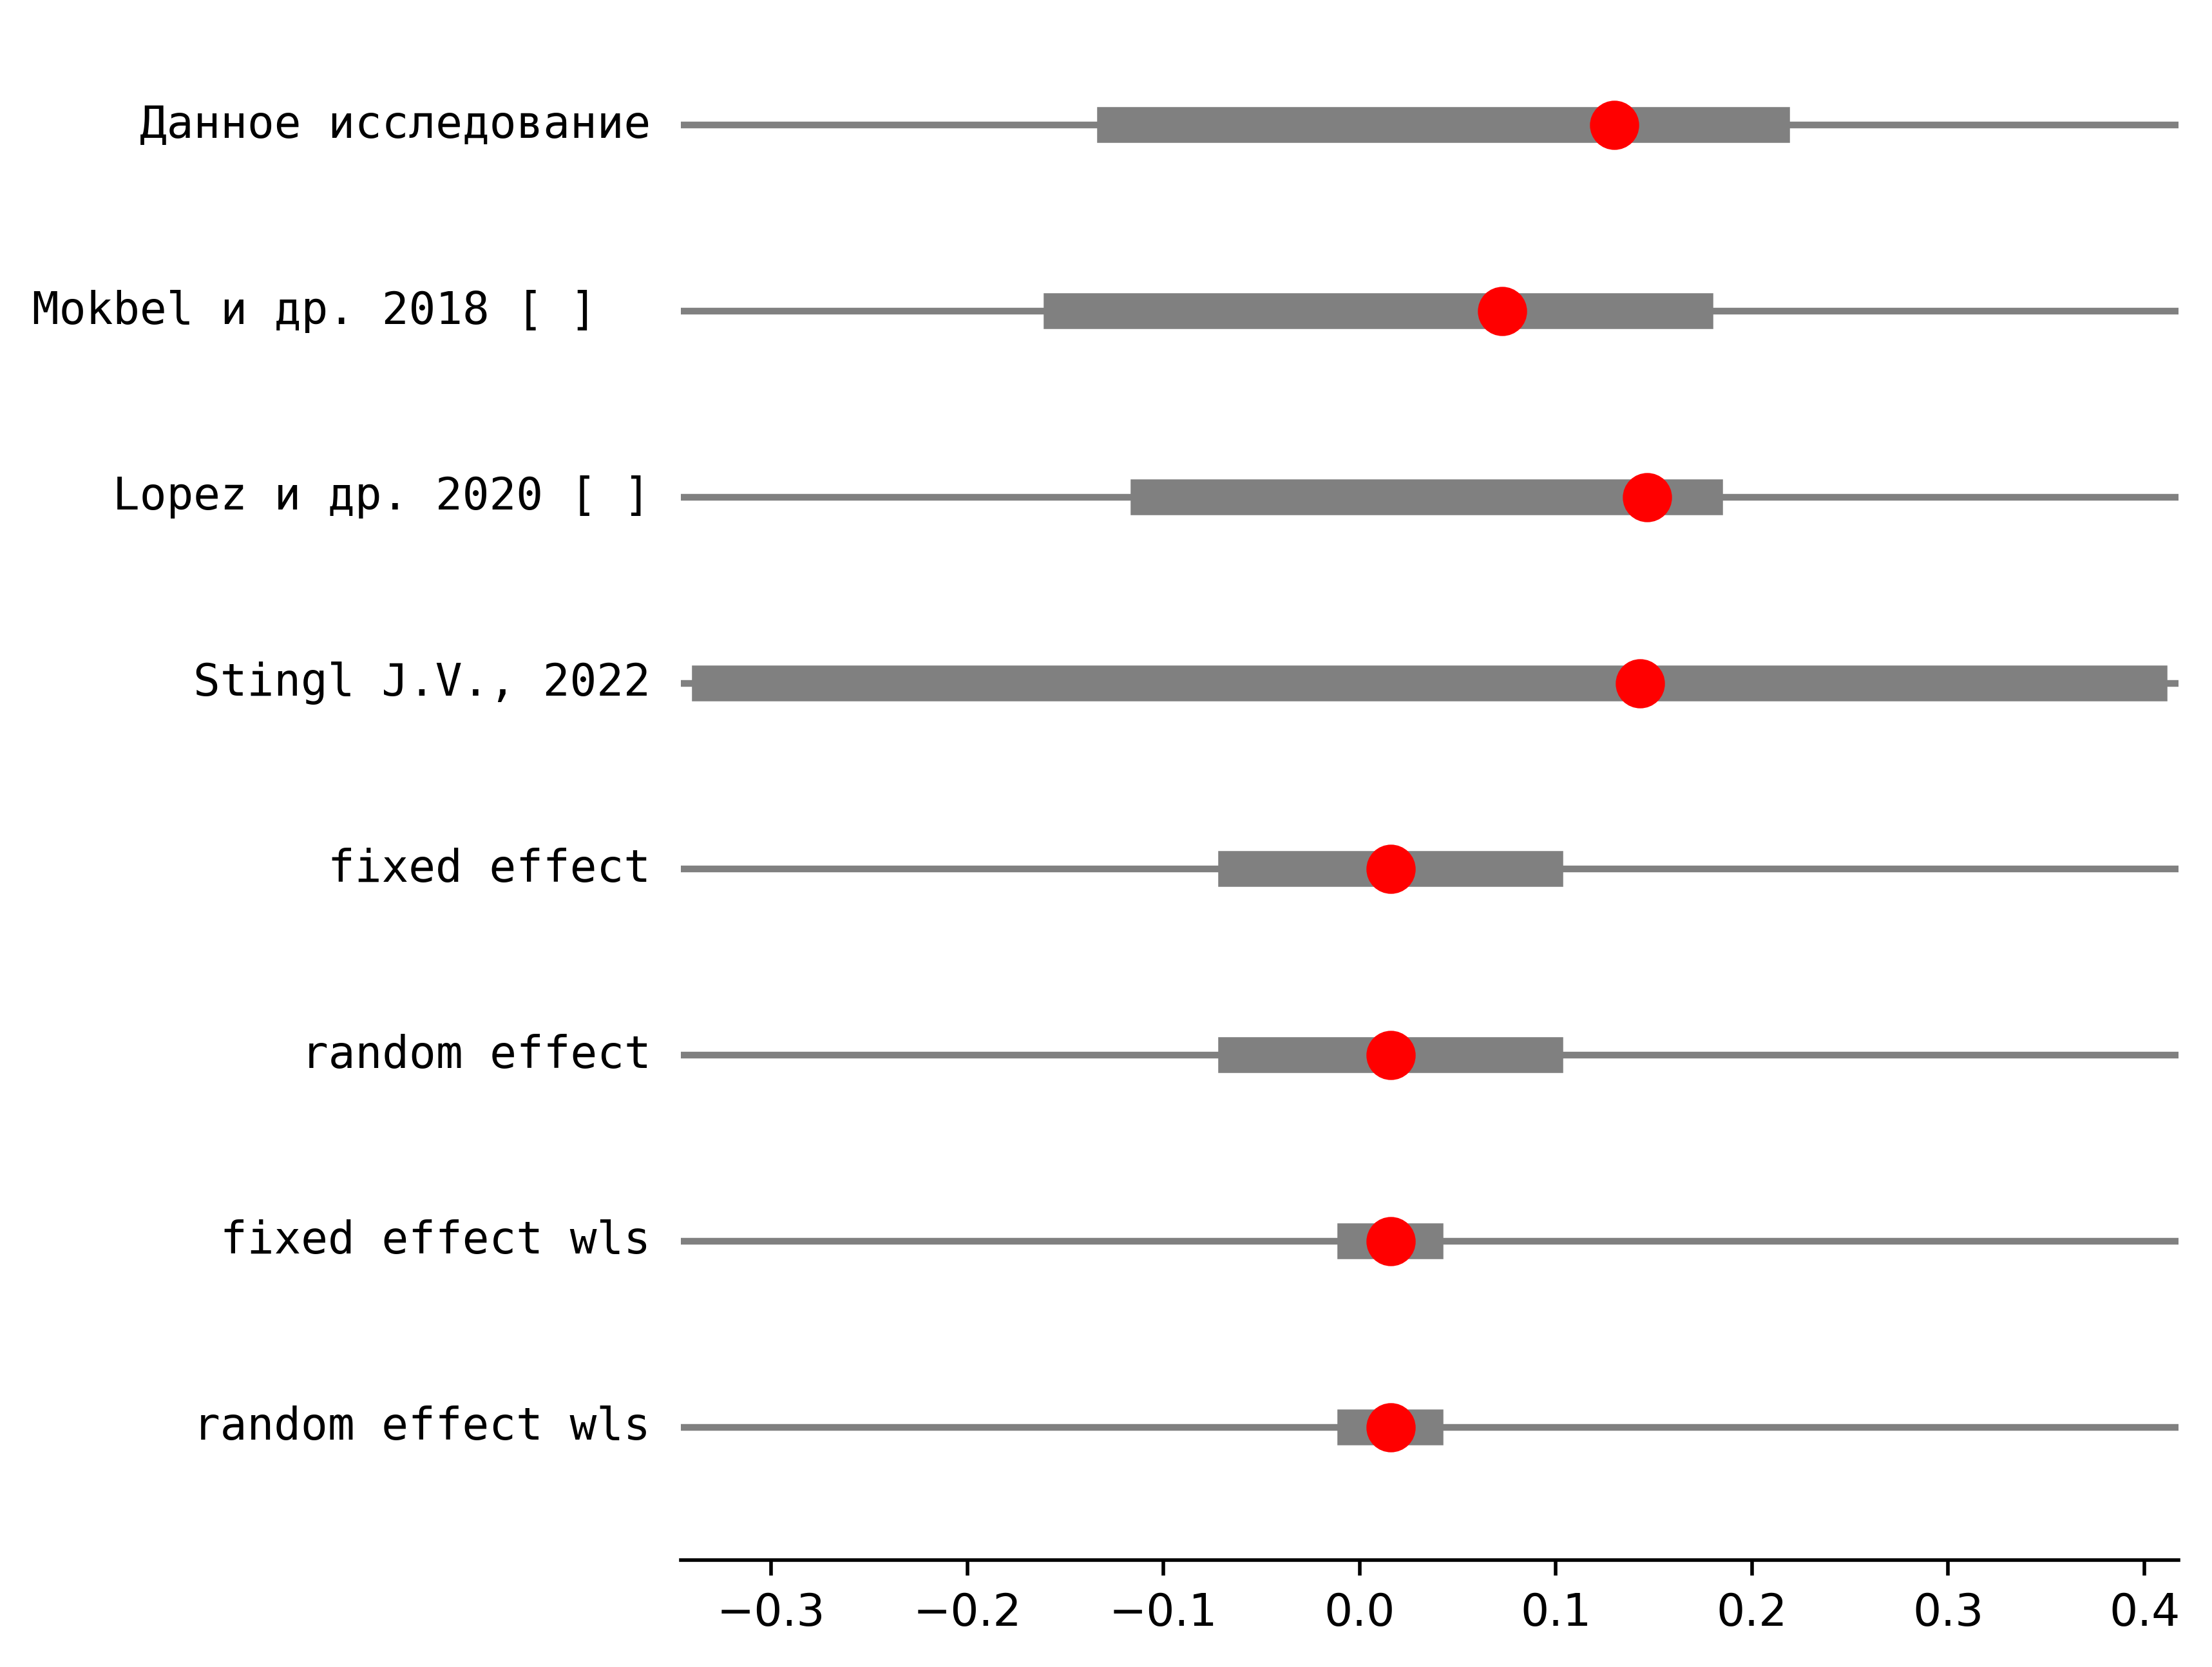 Данное исследование
Mokbel и др. 2018 [ ]
Lopez и др. 2020 [ ]
Stingl J.V., 2022
fixed effect
random effect
fixed effect wls
random effect wls
−0.3 −0.2 −0.1 0.0 0.1 0.2 0.3 0.4